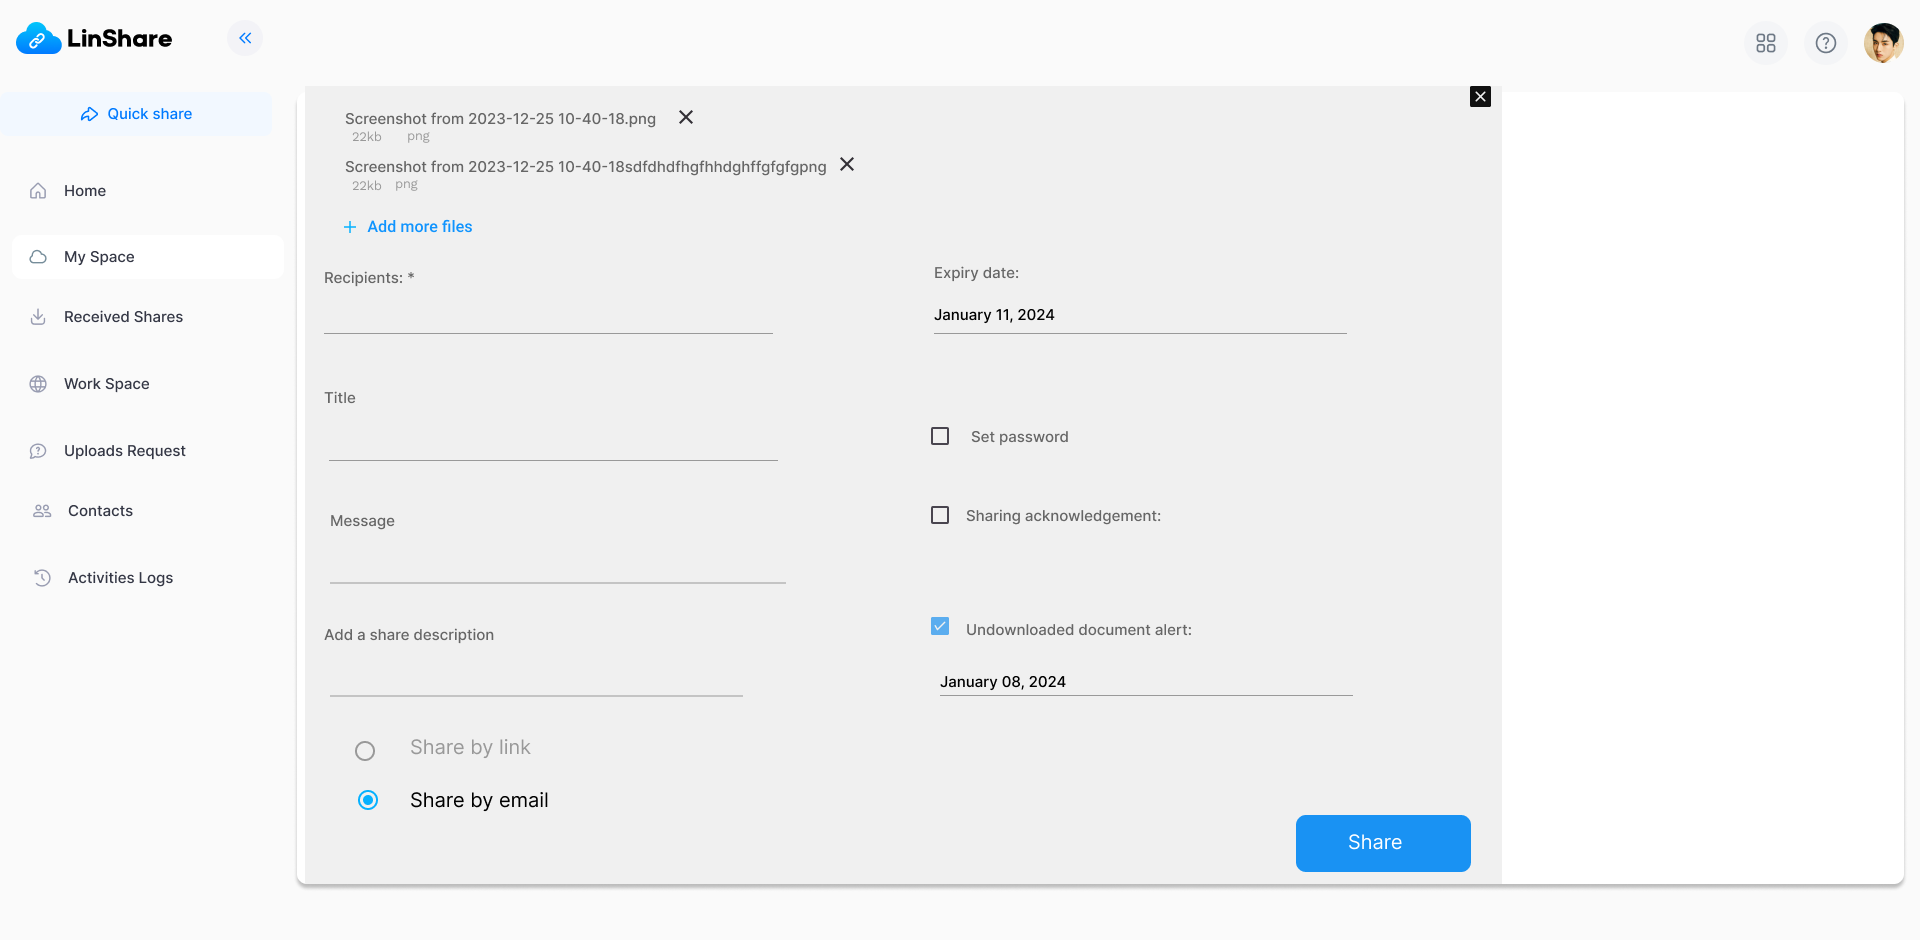 LinShare
Quick share
Home
My Space
Received Shares
Work Space
Uploads Request
Contacts
Activities Logs
Screenshot from 2023-12-25 10-40-18.png
22kb png
Screenshot from 2023-12-25 10-40-18sdfdhdfhgfhhdghffgfgfgpng
22kb png
Add more files
Recipients: *
Expiry date:
January 11, 2024
Title
Set password
Message
Sharing acknowledgement:
Add a share description
Undownloaded document alert:
January 08, 2024
Share by link
Share by email
Share